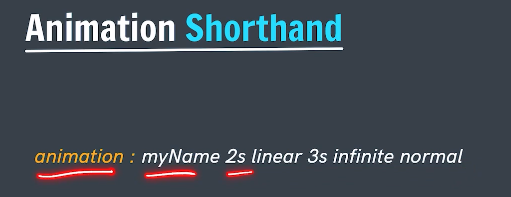 Animation Shorthand
animation : myName 2s linear 3s infinite normal